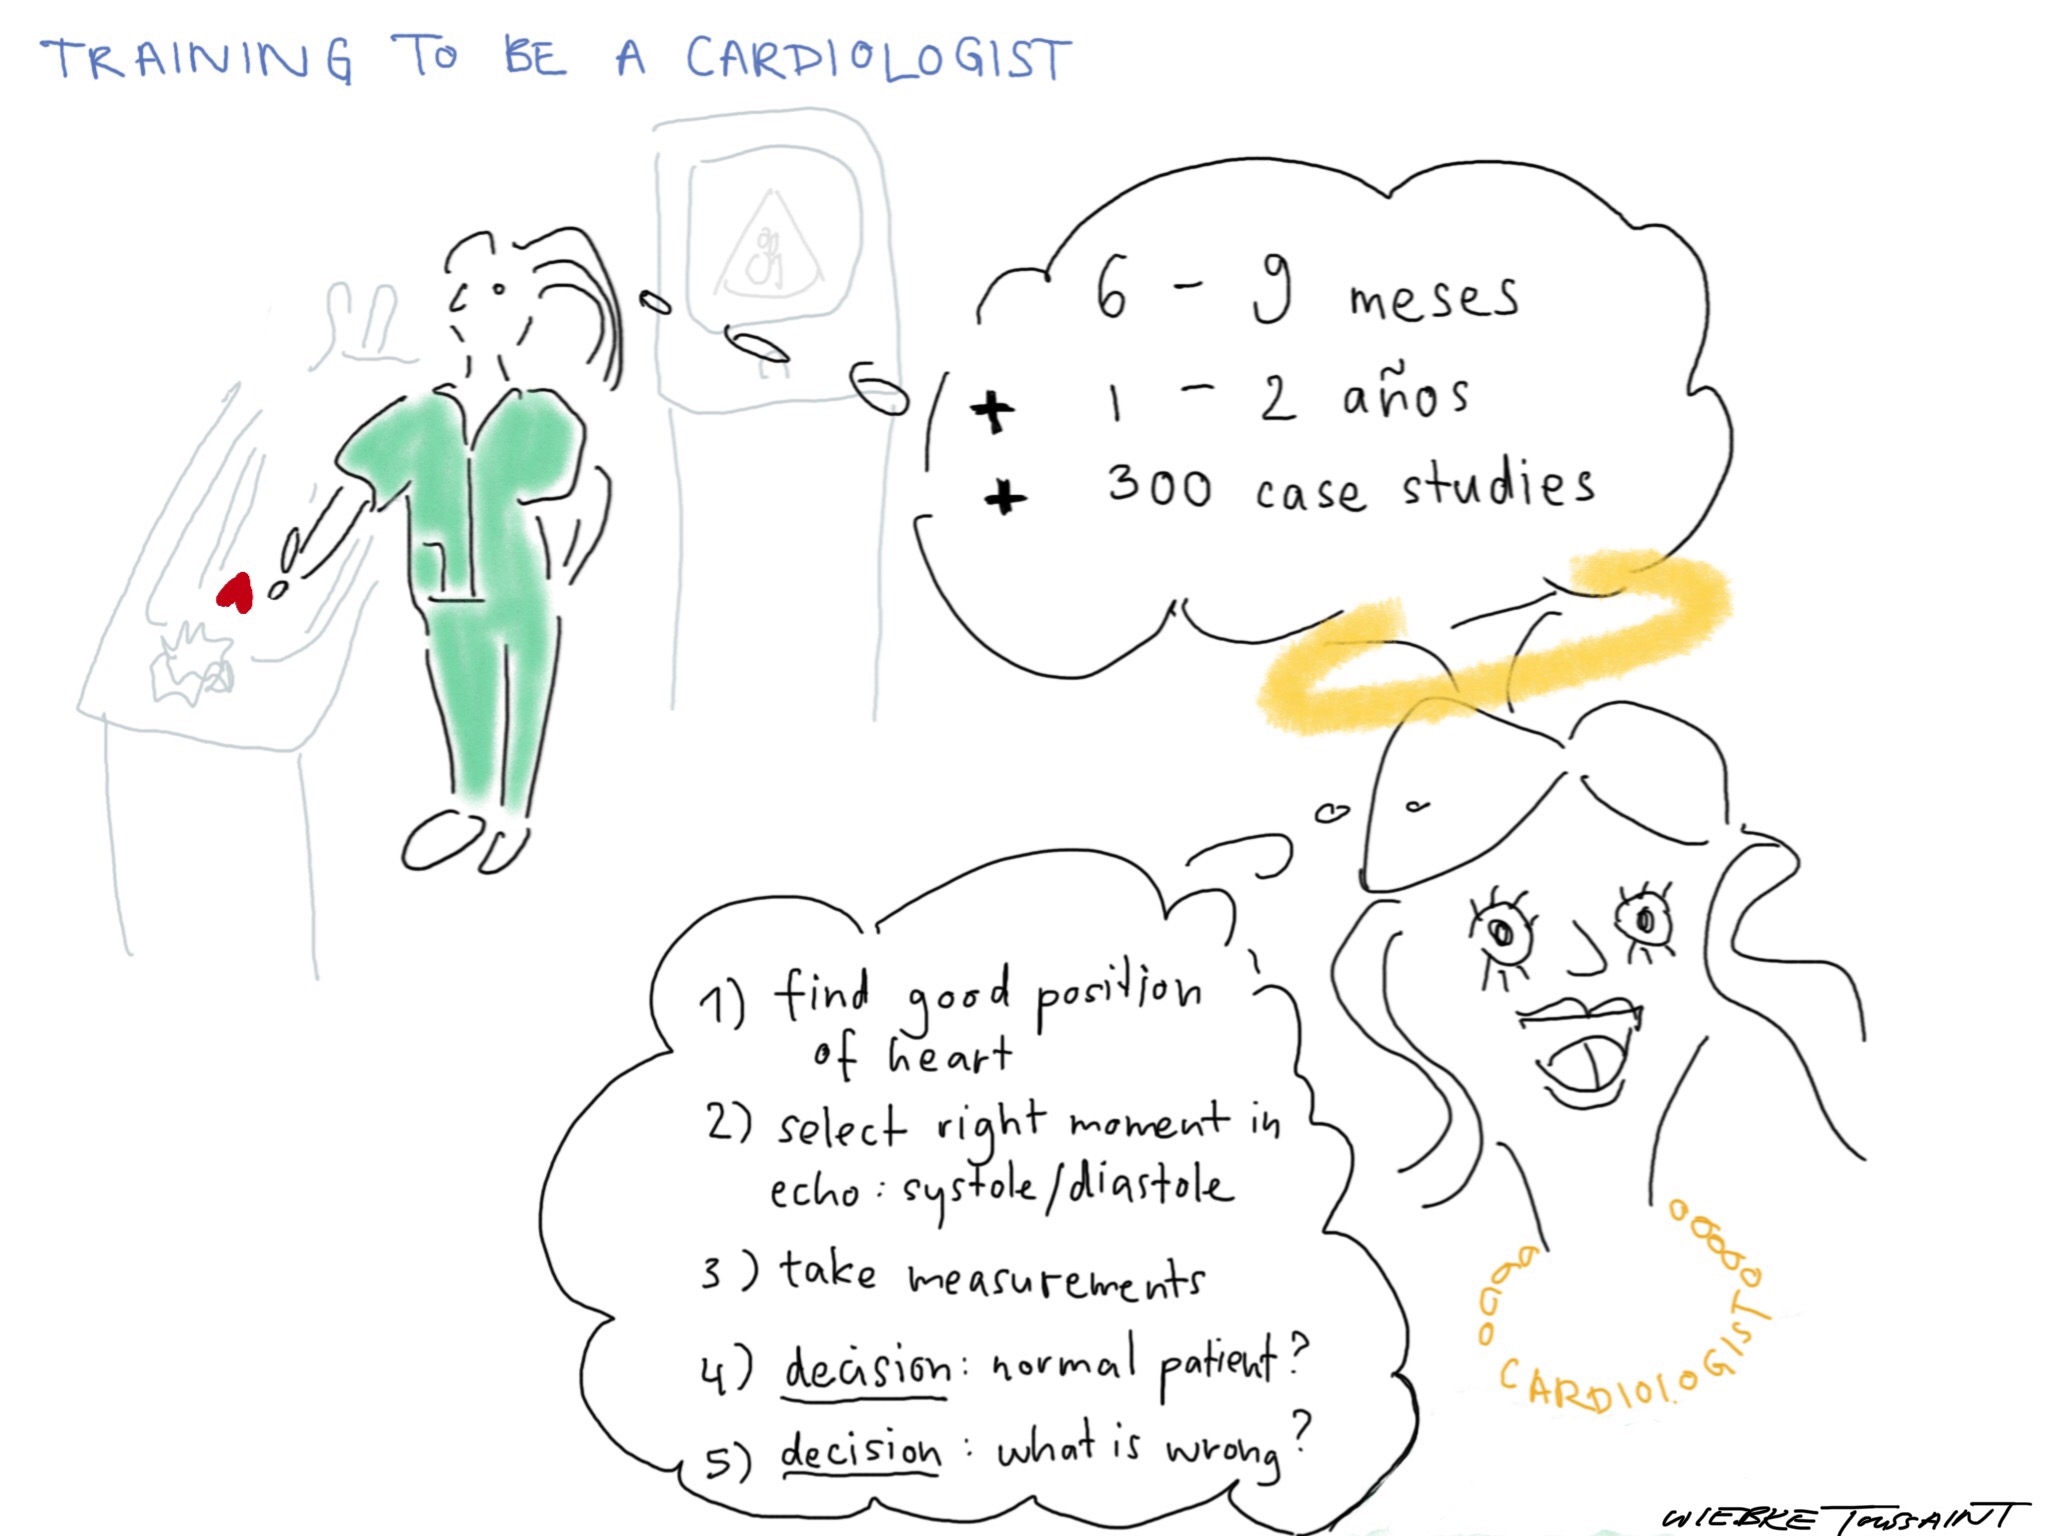 TRAINING TO BE A CARDIOLOGIST
6 - 9 meses
+ 1 - 2 años
+ 300 case studies
1) find good position
of heart
2) select right moment in
echo: systole/diastole
3) take measurements
4) decision: normal patient?
5) decision: what is wrong?
CARDIOLOGIST
WIEBKE TOUSSAINT